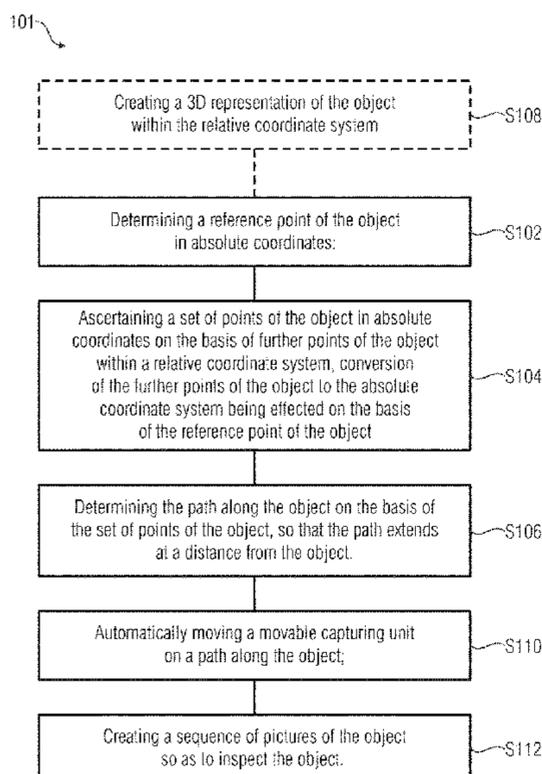 101
Creating a 3D representation of the object
within the relative coordinate system
S108
Determining a reference point of the object
in absolute coordinates:
S102
Ascertaining a set of points of the object in absolute
coordinates on the basis of further points of the object
within a relative coordinate system, conversion
of the further points of the object to the absolute
coordinate system being effected on the basis
of the reference point of the object
S104
Determining the path along the object on the basis of
the set of points of the object, so that the path extends
at a distance from the object.
S106
Automatically moving a movable capturing unit
on a path along the object;
S110
Creating a sequence of pictures of the object
so as to inspect the object.
S112